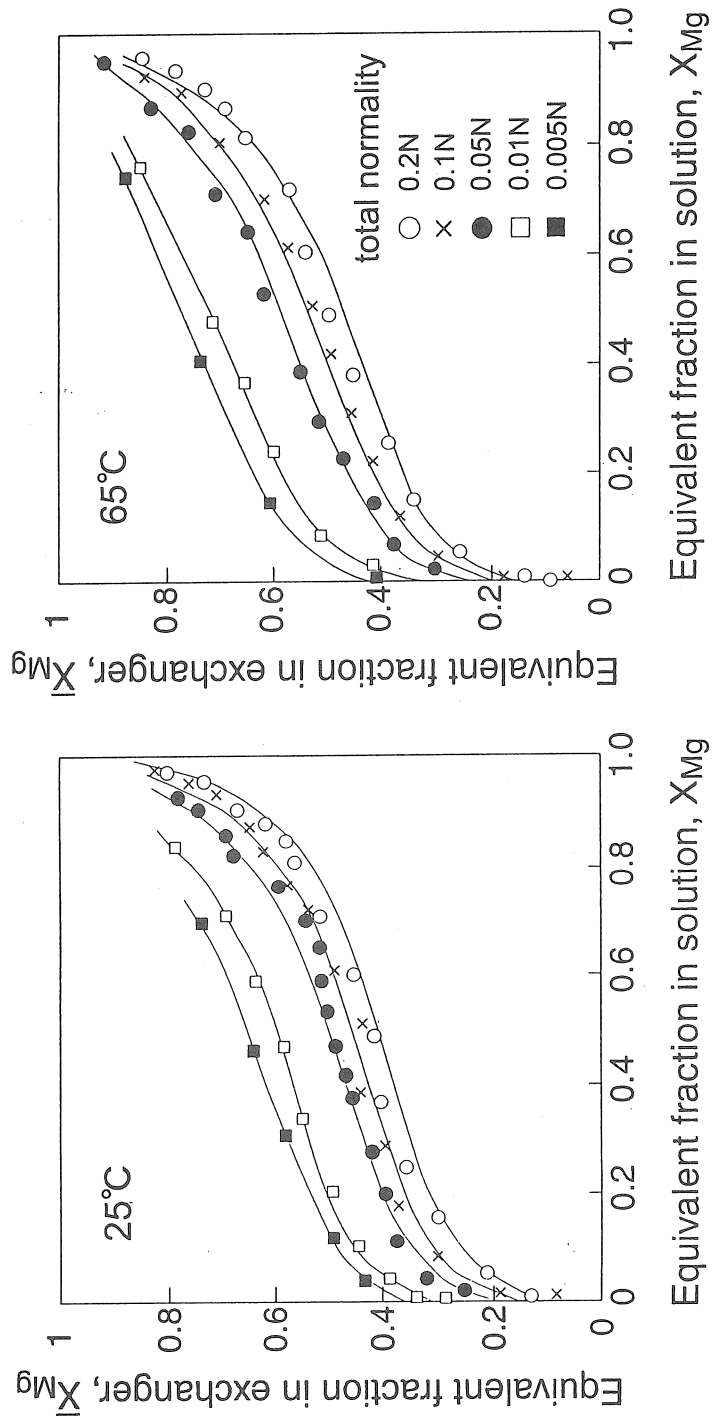 25°C
Equivalent fraction in exchanger, X̅Mg
1
0.8
0.6
0.4
0.2
0
0 0.2 0.4 0.6 0.8 1.0
Equivalent fraction in solution, XMg
65°C
Equivalent fraction in exchanger, X̅Mg
1
0.8
0.6
0.4
0.2
0
0 0.2 0.4 0.6 0.8 1.0
Equivalent fraction in solution, XMg
total normality
0.2N
0.1N
0.05N
0.01N
0.005N